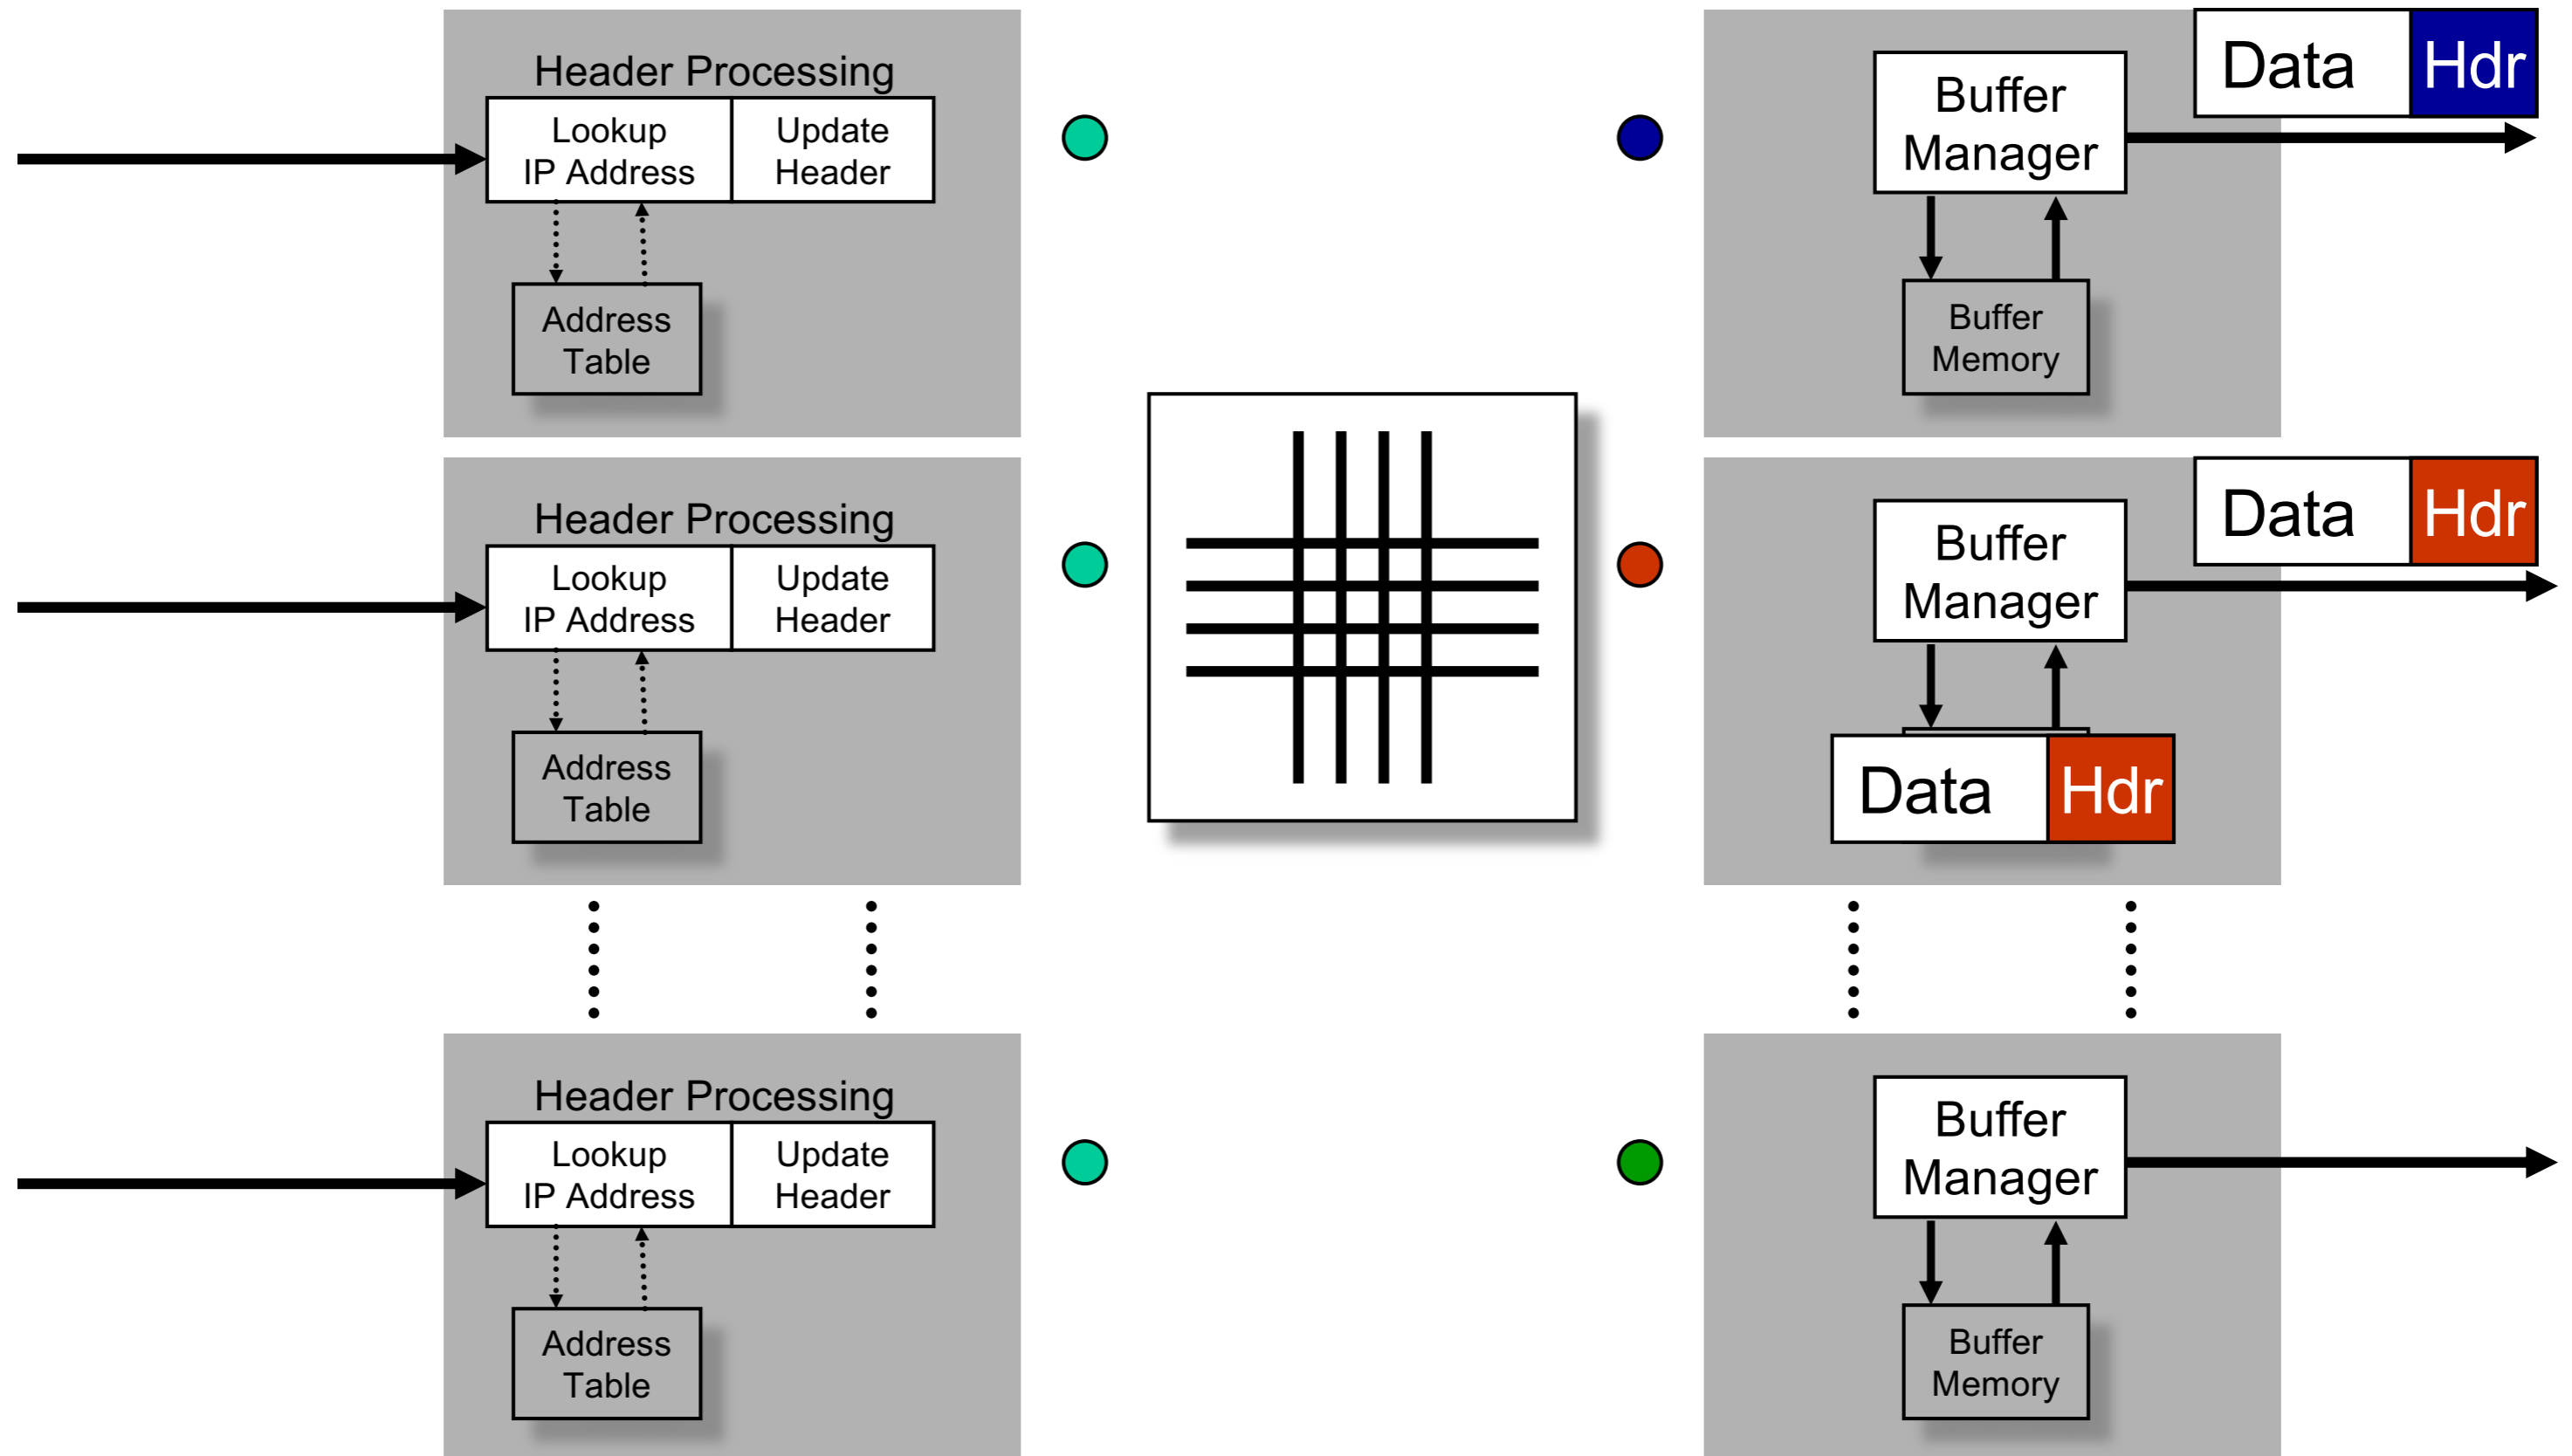 Header Processing
Lookup
IP Address
Update
Header
Address
Table
Buffer
Manager
Data Hdr
Buffer
Memory
Header Processing
Lookup
IP Address
Update
Header
Address
Table
Buffer
Manager
Data Hdr
Data Hdr
Header Processing
Lookup
IP Address
Update
Header
Address
Table
Buffer
Manager
Buffer
Memory